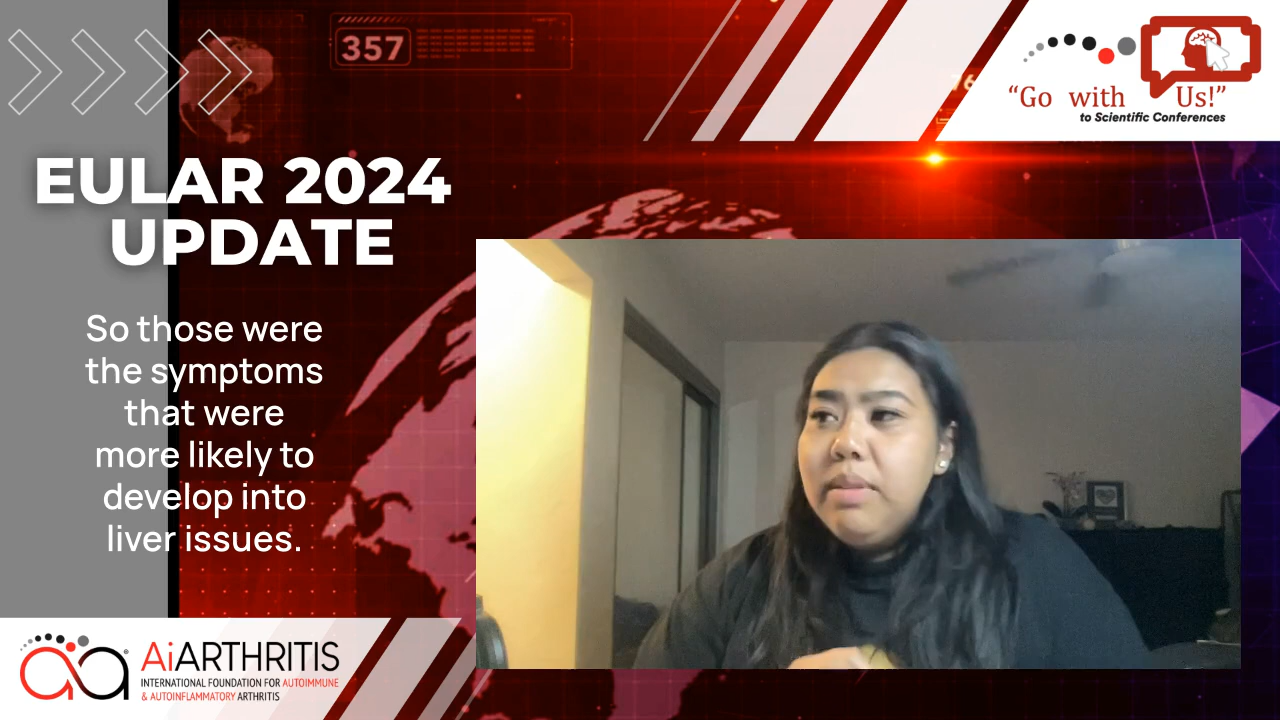 357
76
“Go with Us!”
to Scientific Conferences
EULAR 2024
UPDATE
So those were
the symptoms
that were
more likely to
develop into
liver issues.
AiARTHRITIS
INTERNATIONAL FOUNDATION FOR AUTOIMMUNE
& AUTOINFLAMMATORY ARTHRITIS